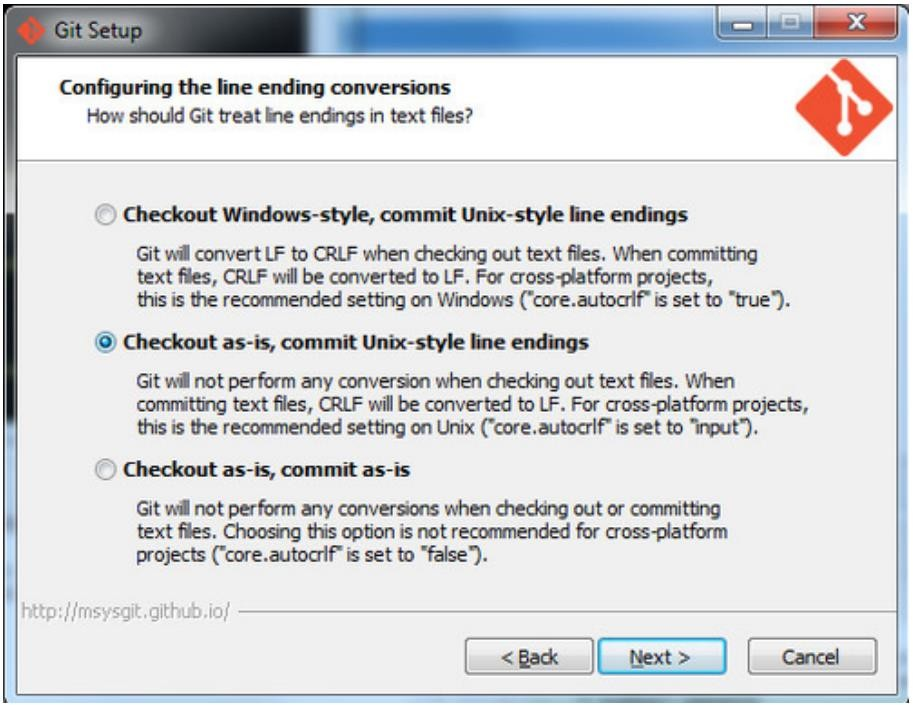 Git Setup
Configuring the line ending conversions
How should Git treat line endings in text files?
Checkout Windows-style, commit Unix-style line endings
Git will convert LF to CRLF when checking out text files. When committing
text files, CRLF will be converted to LF. For cross-platform projects,
this is the recommended setting on Windows ("core.autocrlf" is set to "true").
Checkout as-is, commit Unix-style line endings
Git will not perform any conversion when checking out text files. When
committing text files, CRLF will be converted to LF. For cross-platform projects,
this is the recommended setting on Unix ("core.autocrlf" is set to "input").
Checkout as-is, commit as-is
Git will not perform any conversions when checking out or committing
text files. Choosing this option is not recommended for cross-platform
projects ("core.autocrlf" is set to "false").
http://msysgit.github.io/
< Back Next > Cancel